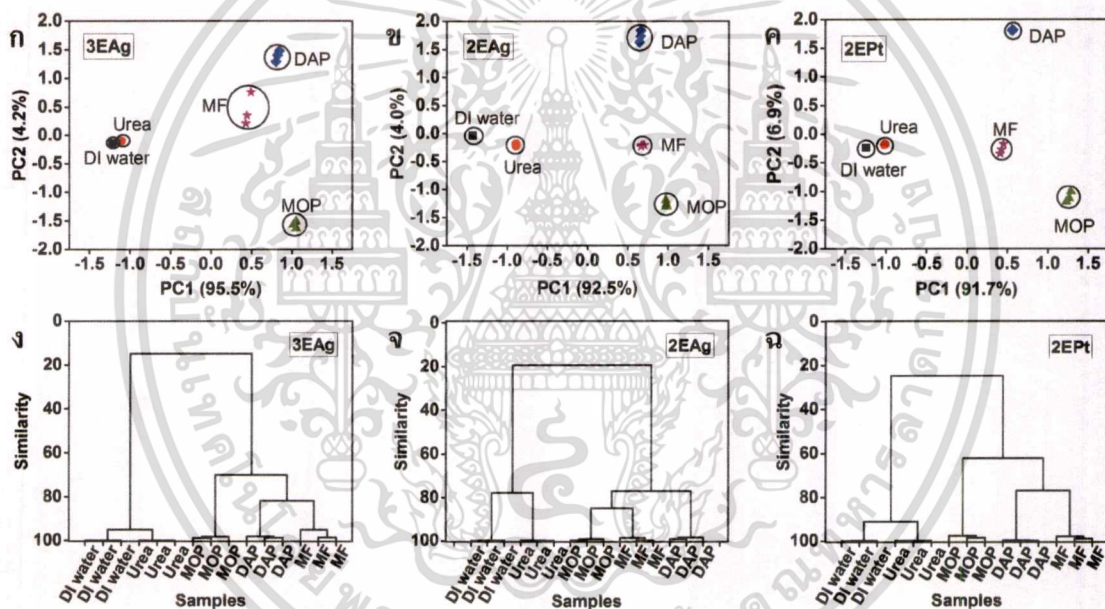 ก
3EAg
DAP
MF
Urea
DI water
MOP
PC2 (4.2%)
2.0
1.5
1.0
0.5
0.0
-0.5
-1.0
-1.5
-2.0
-1.5 -1.0 -0.5 0.0 0.5 1.0 1.5
PC1 (95.5%)
ข
2EAg
DAP
DI water
Urea
MF
MOP
PC2 (4.0%)
2.0
1.5
1.0
0.5
0.0
-0.5
-1.0
-1.5
-2.0
-1.5 -1.0 -0.5 0.0 0.5 1.0 1.5
PC1 (92.5%)
ค
2EPt
DAP
Urea
DI water
MF
MOP
PC2 (6.9%)
2.0
1.5
1.0
0.5
0.0
-0.5
-1.0
-1.5
-2.0
-1.5 -1.0 -0.5 0.0 0.5 1.0 1.5
PC1 (91.7%)
ง
3EAg
Similarity
0
20
40
60
80
100
DI water DI water DI water Urea Urea Urea MOP MOP MOP DAP DAP DAP MF MF MF
Samples
จ
2EAg
Similarity
0
20
40
60
80
100
DI water DI water DI water Urea Urea Urea MOP MOP MOP MF MF MF DAP DAP DAP
Samples
ฉ
2EPt
Similarity
0
20
40
60
80
100
DI water DI water DI water Urea Urea Urea MOP MOP MOP DAP DAP DAP MF MF MF
Samples